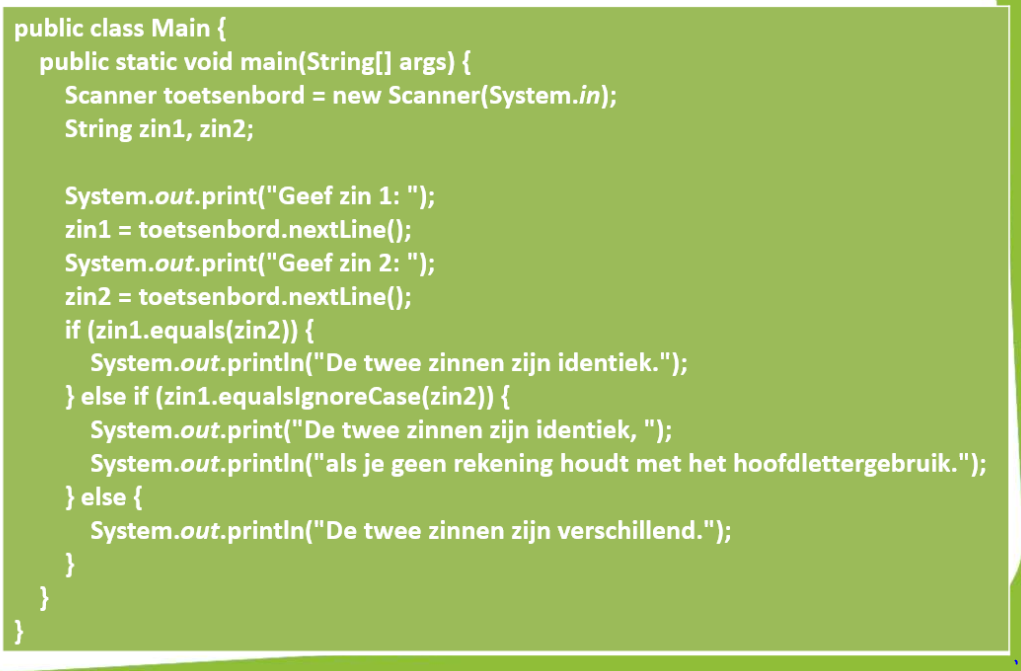 public class Main {
public static void main(String[] args) {
Scanner toetsenbord = new Scanner(System.in);
String zin1, zin2;
System.out.print("Geef zin 1: ");
zin1 = toetsenbord.nextLine();
System.out.print("Geef zin 2: ");
zin2 = toetsenbord.nextLine();
if (zin1.equals(zin2)) {
System.out.println("De twee zinnen zijn identiek.");
} else if (zin1.equalsIgnoreCase(zin2)) {
System.out.print("De twee zinnen zijn identiek, ");
System.out.println("als je geen rekening houdt met het hoofdlettergebruik.");
} else {
System.out.println("De twee zinnen zijn verschillend.");
}
}
}